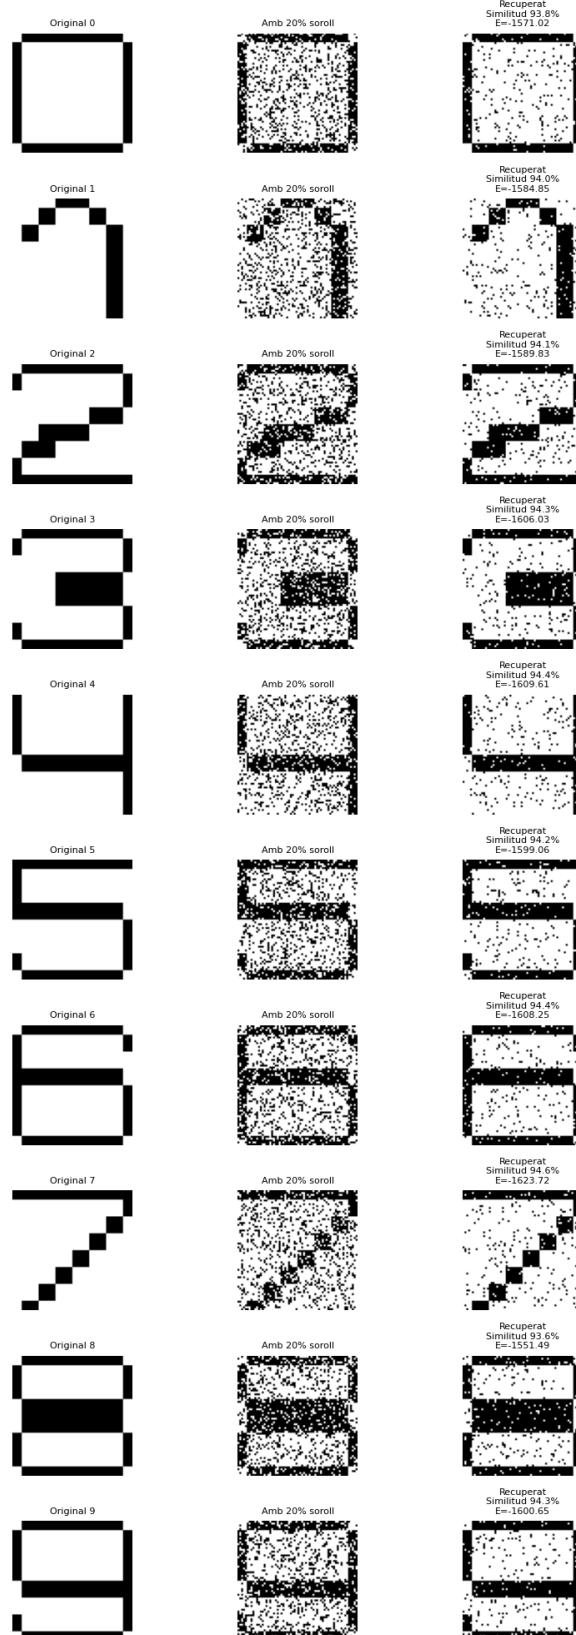 Original 0
Amb 20% soroll
Recuperat
Similitud 93.8%
E=-1571.02
Original 1
Amb 20% soroll
Recuperat
Similitud 94.0%
E=-1584.85
Original 2
Amb 20% soroll
Recuperat
Similitud 94.1%
E=-1589.83
Original 3
Amb 20% soroll
Recuperat
Similitud 94.3%
E=-1606.03
Original 4
Amb 20% soroll
Recuperat
Similitud 94.4%
E=-1609.61
Original 5
Amb 20% soroll
Recuperat
Similitud 94.2%
E=-1599.06
Original 6
Amb 20% soroll
Recuperat
Similitud 94.4%
E=-1608.25
Original 7
Amb 20% soroll
Recuperat
Similitud 94.6%
E=-1623.72
Original 8
Amb 20% soroll
Recuperat
Similitud 93.6%
E=-1551.49
Original 9
Amb 20% soroll
Recuperat
Similitud 94.3%
E=-1600.65